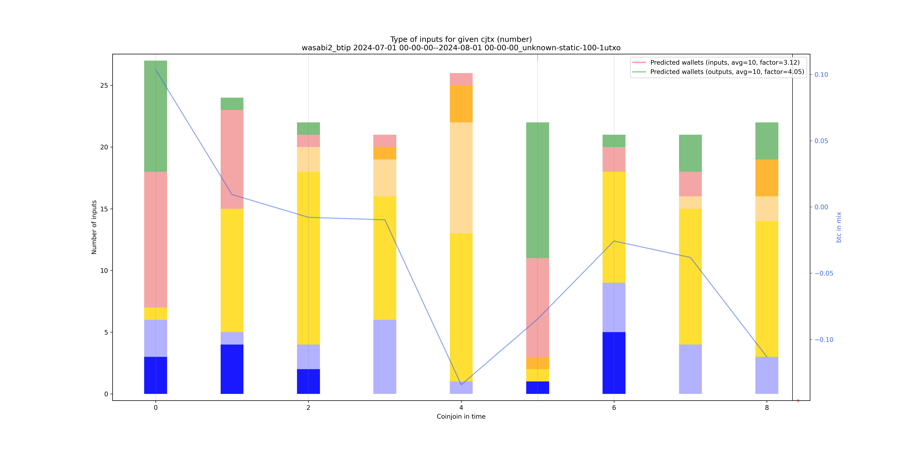 Type of inputs for given cjtx (number)
wasabi2_btip 2024-07-01 00-00-00--2024-08-01 00-00-00_unknown-static-100-1utxo
Predicted wallets (inputs, avg=10, factor=3.12)
Predicted wallets (outputs, avg=10, factor=4.05)
Number of inputs
25
20
15
10
5
0
0
2
4
6
8
Coinjoin in time
0.10
0.05
0.00
−0.05
−0.10
btc in mix